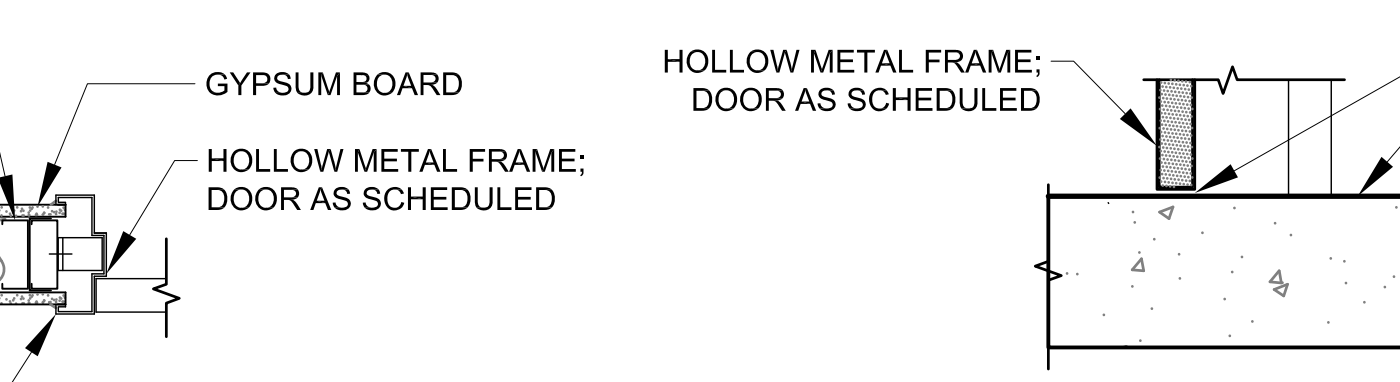 GYPSUM BOARD
HOLLOW METAL FRAME;
DOOR AS SCHEDULED
HOLLOW METAL FRAME;
DOOR AS SCHEDULED